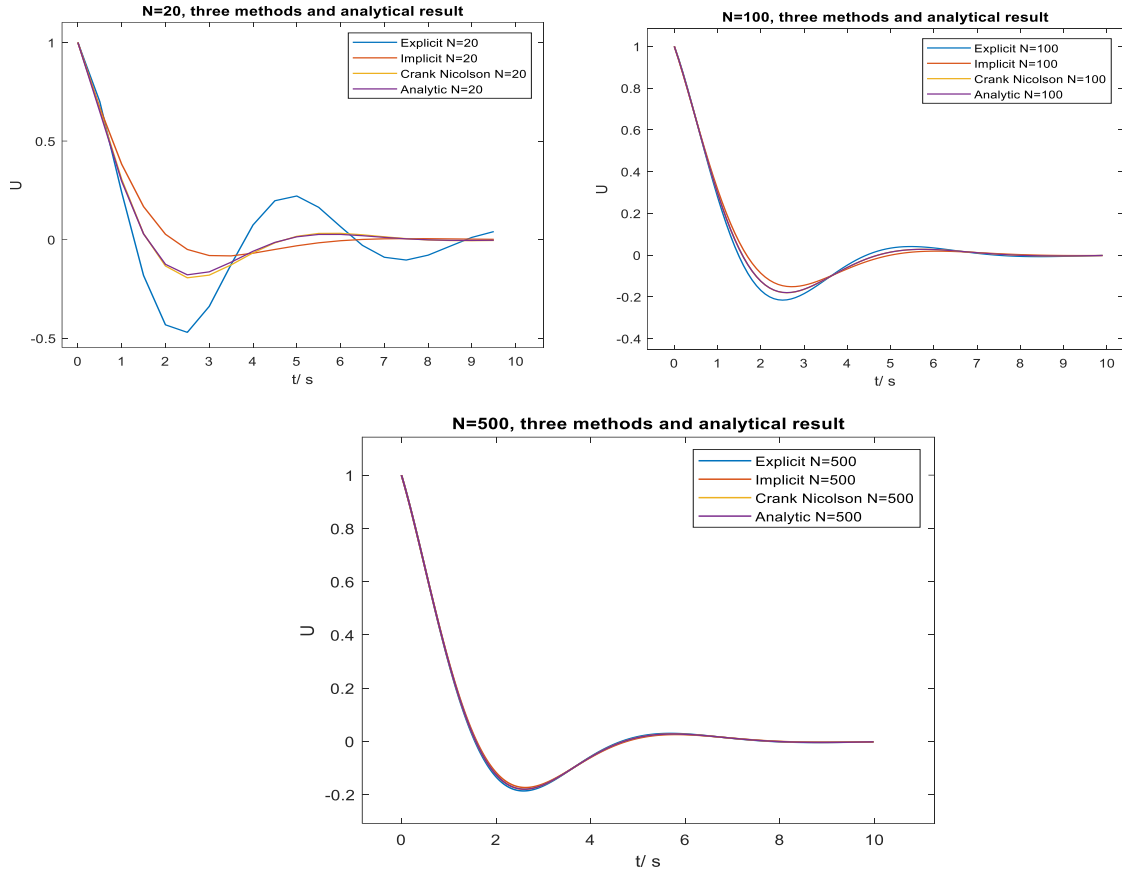 N=20, three methods and analytical result
Explicit N=20
Implicit N=20
Crank Nicolson N=20
Analytic N=20
1
0.5
0
-0.5
U
0 1 2 3 4 5 6 7 8 9 10
t/ s
N=100, three methods and analytical result
Explicit N=100
Implicit N=100
Crank Nicolson N=100
Analytic N=100
1
0.8
0.6
0.4
0.2
0
-0.2
-0.4
U
0 1 2 3 4 5 6 7 8 9 10
t/ s
N=500, three methods and analytical result
Explicit N=500
Implicit N=500
Crank Nicolson N=500
Analytic N=500
1
0.8
0.6
0.4
0.2
0
-0.2
U
0 2 4 6 8 10
t/ s